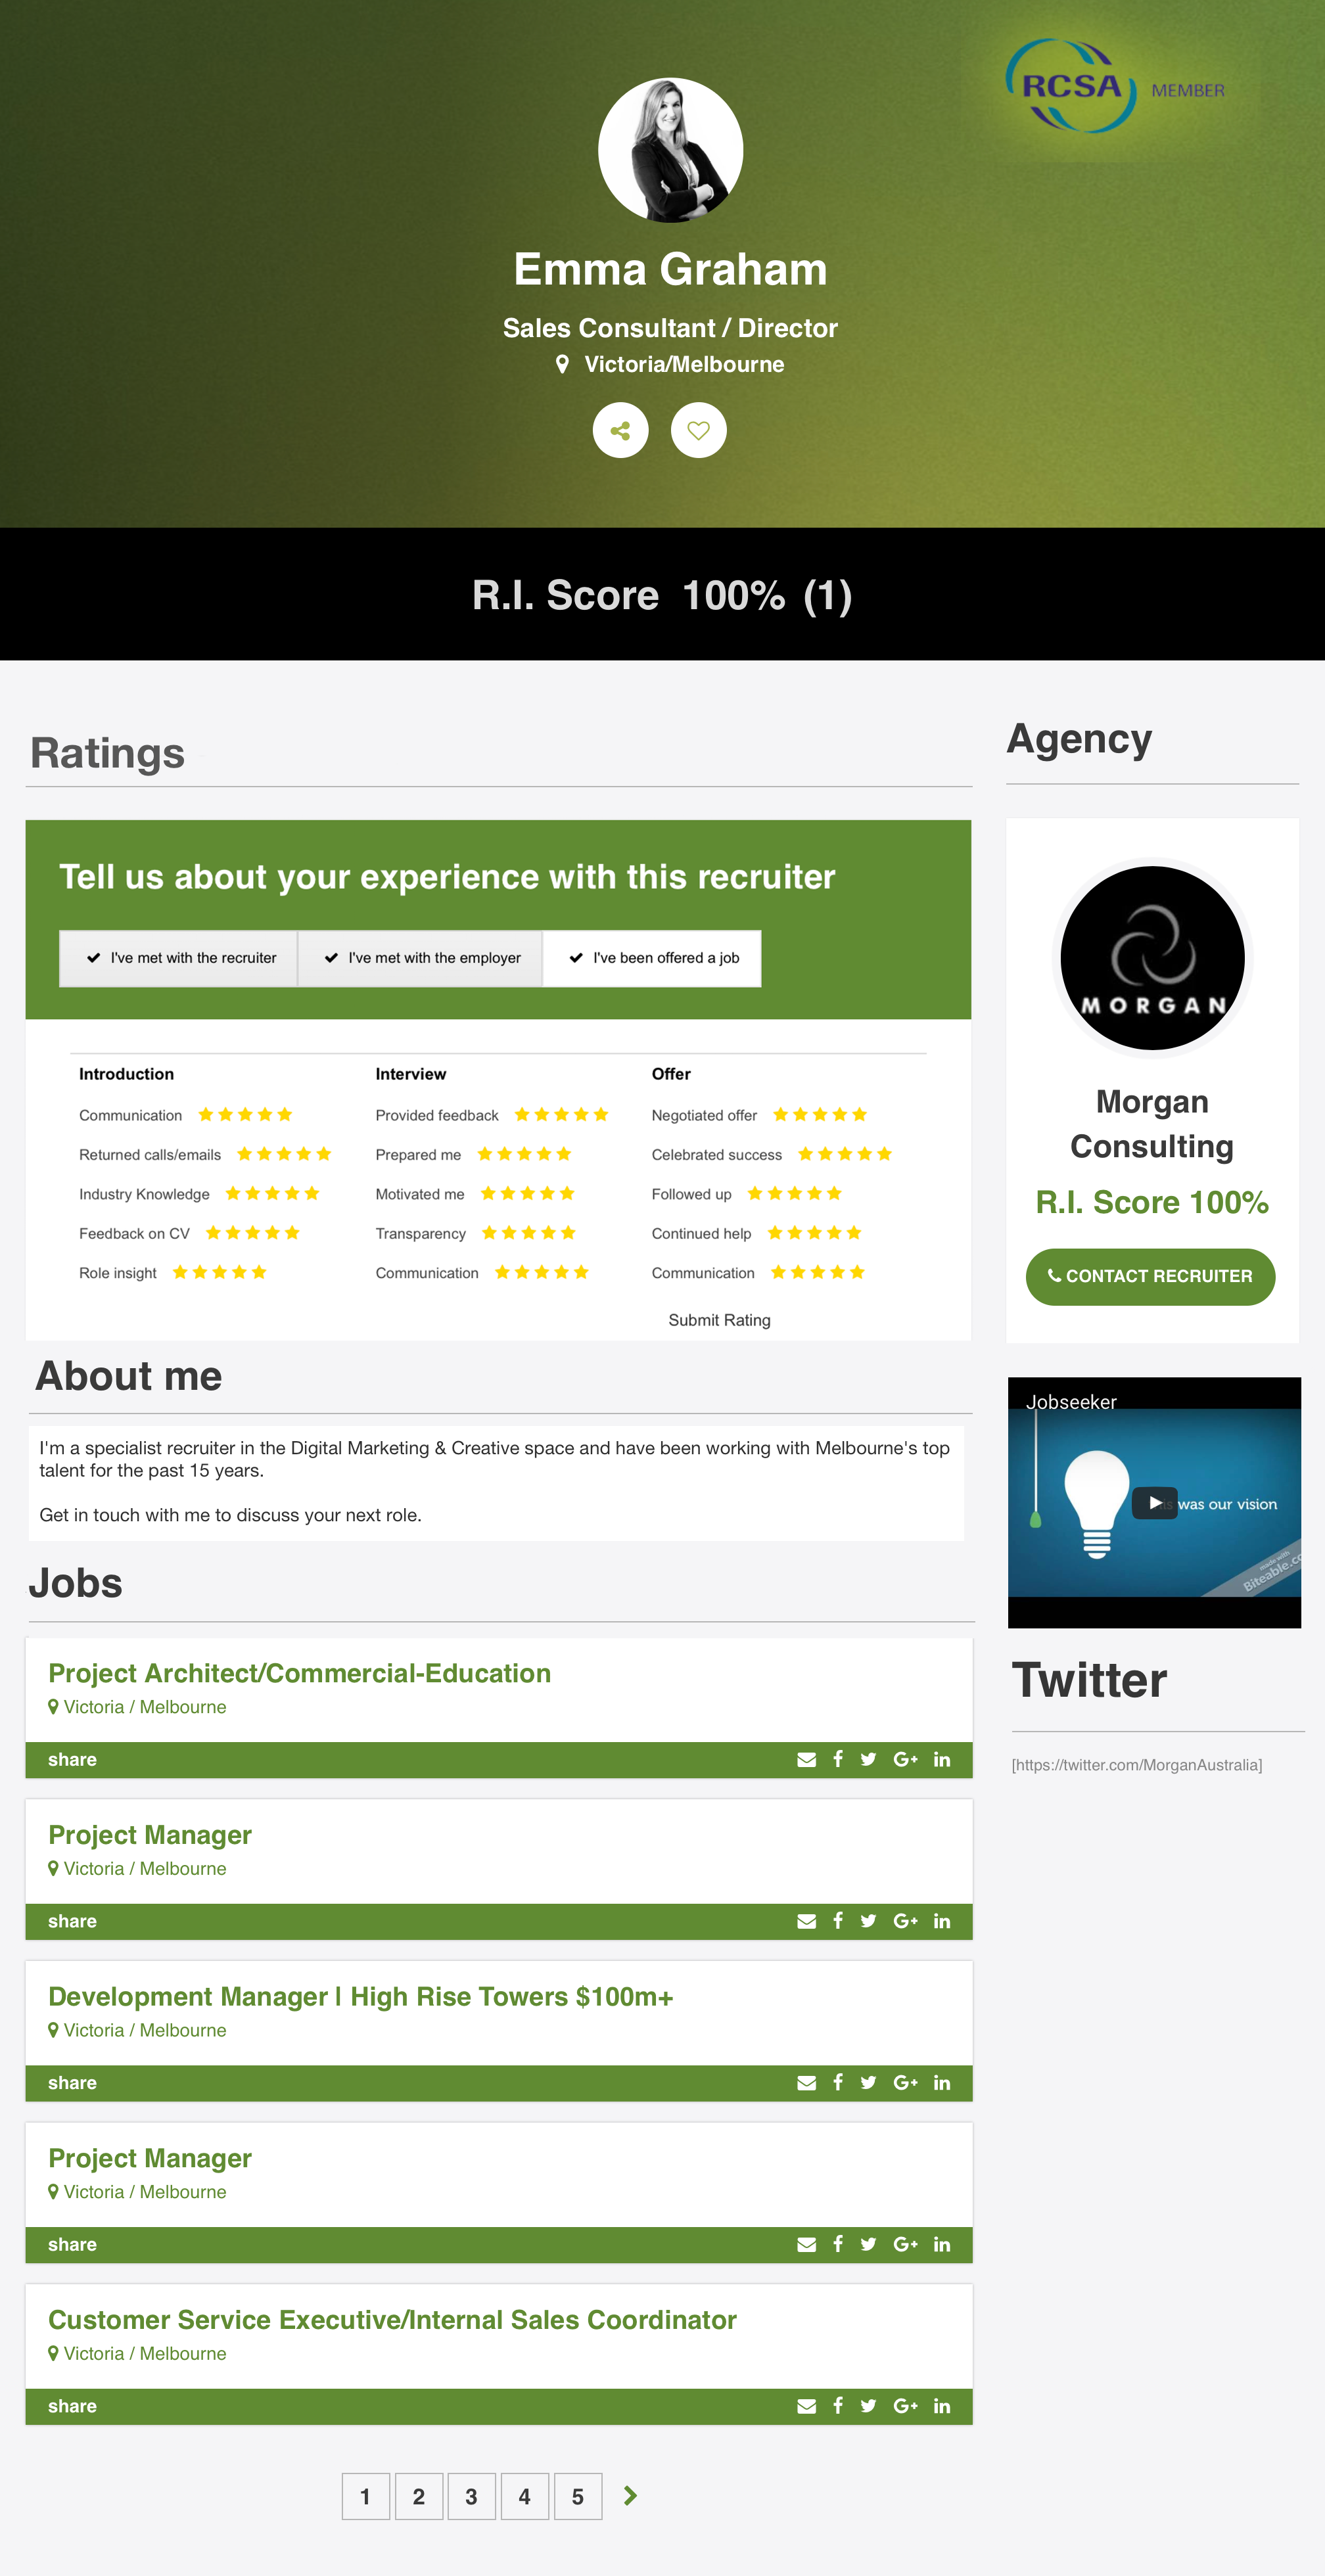 RCSA MEMBER
Emma Graham
Sales Consultant / Director
Victoria/Melbourne
R.I. Score 100% (1)
Ratings
Tell us about your experience with this recruiter
I've met with the recruiter
I've met with the employer
I've been offered a job
Introduction
Communication
Returned calls/emails
Industry Knowledge
Feedback on CV
Role insight
Interview
Provided feedback
Prepared me
Motivated me
Transparency
Communication
Offer
Negotiated offer
Celebrated success
Followed up
Continued help
Communication
Submit Rating
About me
I'm a specialist recruiter in the Digital Marketing & Creative space and have been working with Melbourne's top
talent for the past 15 years.
Get in touch with me to discuss your next role.
Jobs
Project Architect/Commercial-Education
Victoria / Melbourne
share
Project Manager
Victoria / Melbourne
share
Development Manager | High Rise Towers $100m+
Victoria / Melbourne
share
Project Manager
Victoria / Melbourne
share
Customer Service Executive/Internal Sales Coordinator
Victoria / Melbourne
share
1 2 3 4 5
Agency
MORGAN
Morgan
Consulting
R.I. Score 100%
CONTACT RECRUITER
Jobseeker
was our vision
made with
Biteable.co
Twitter
[https://twitter.com/MorganAustralia]